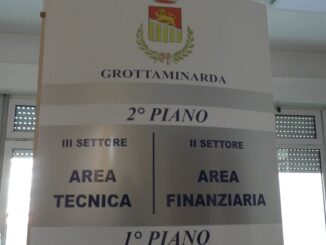 GROTTAMINARDA
2° PIANO
III SETTORE
AREA
TECNICA
II SETTORE
AREA
FINANZIARIA
1° PIANO